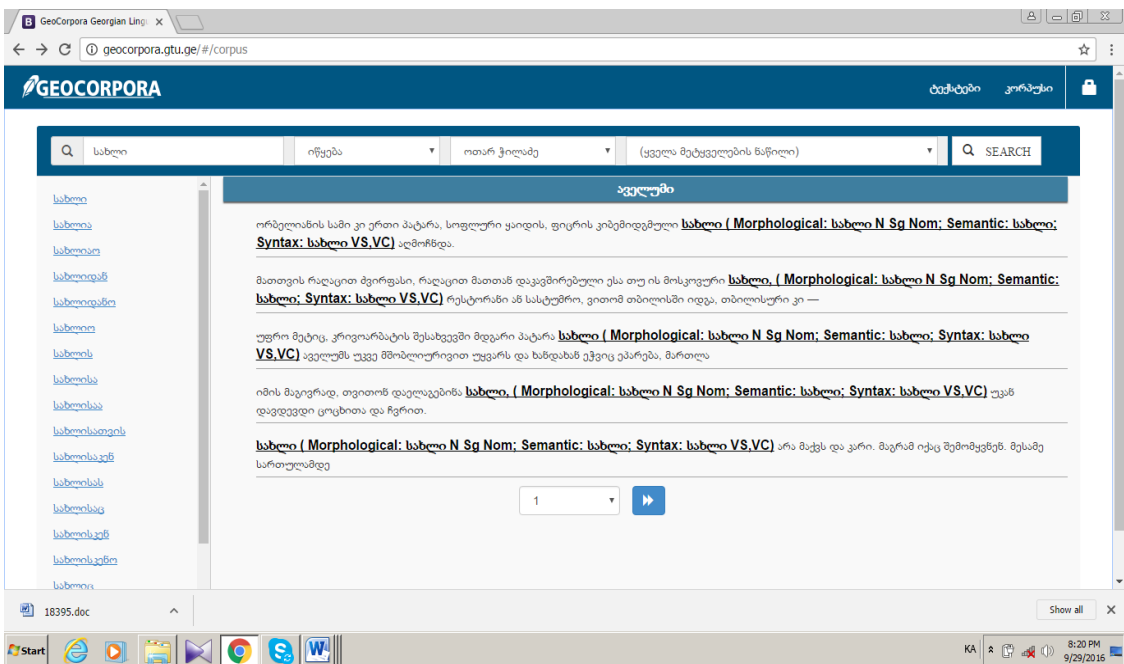 GeoCorpora Georgian Ling
geocorpora.gtu.ge/#/corpus
GEOCORPORA
ტექსტები კორპუსი
სახლი იწყება ოთარ ჭილაძე (ყველა მეტყველების ნაწილი) SEARCH
სახლი
სახლია
სახლიაო
სახლიდან
სახლიდანო
სახლიო
სახლის
სახლისა
სახლისაა
სახლისათვის
სახლისაკენ
სახლისას
სახლისაც
სახლისკენ
სახლისკენო
სახლიც
აველუმი
ორბელიანის სამი კი ერთი პატარა, სოფლური ყაიდის, ფიცრის კიბემიდგმული სახლი ( Morphological: სახლი N Sg Nom; Semantic: სახლი;
Syntax: სახლი VS,VC) აღმოჩნდა.
მათთვის რაღაცით ძვირფასი, რაღაცით მათთან დაკავშირებული ესა თუ ის მოსკოვური სახლი, ( Morphological: სახლი N Sg Nom; Semantic:
სახლი; Syntax: სახლი VS,VC) რესტორანი ან სასტუმრო, ვითომ თბილისში იდგა, თბილისური კი —
უფრო მეტიც, კრივოარბატის შესახვევში მდგარი პატარა სახლი ( Morphological: სახლი N Sg Nom; Semantic: სახლი; Syntax: სახლი
VS,VC) აველუმს უკვე მშობლიურივით უყვარს და ხანდახან ეჭვიც ეპარება, მართლა
იმის მაგივრად, თვითონ დაელაგებინა სახლი, ( Morphological: სახლი N Sg Nom; Semantic: სახლი; Syntax: სახლი VS,VC) უკან
დავდევდი ცოცხითა და ჩვრით.
სახლი ( Morphological: სახლი N Sg Nom; Semantic: სახლი; Syntax: სახლი VS,VC) არა მაქვს და კარი. მაგრამ იქაც შემომყვნენ. მესამე
სართულამდე
1
18395.doc Show all
Start KA 8:20 PM
9/29/2016